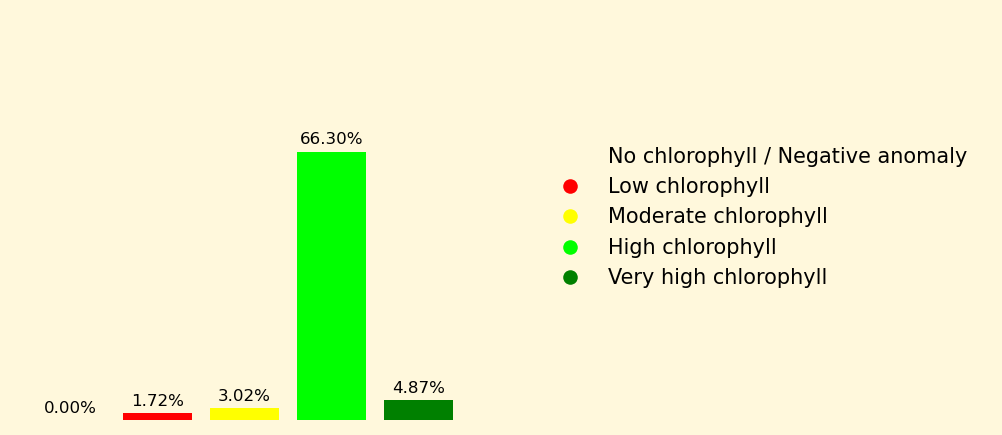 66.30%
No chlorophyll / Negative anomaly
Low chlorophyll
Moderate chlorophyll
High chlorophyll
Very high chlorophyll
4.87%
3.02%
1.72%
0.00%